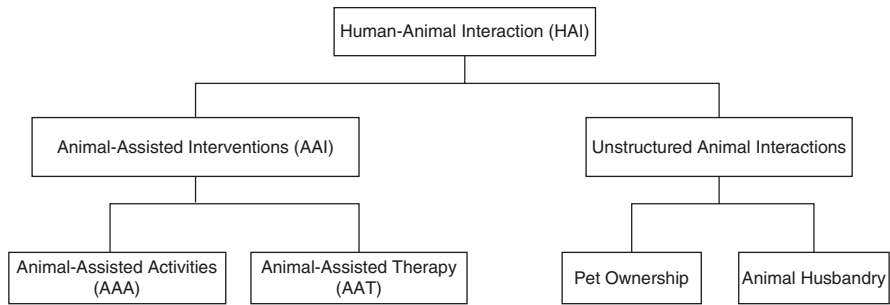 Human-Animal Interaction (HAI)
Animal-Assisted Interventions (AAI)
Unstructured Animal Interactions
Animal-Assisted Activities
(AAA)
Animal-Assisted Therapy
(AAT)
Pet Ownership
Animal Husbandry